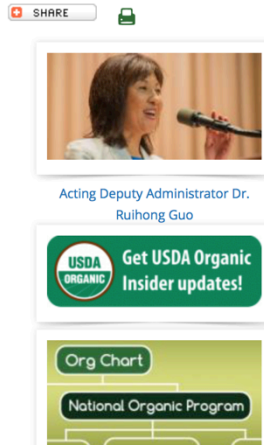 SHARE
Acting Deputy Administrator Dr.
Ruihong Guo
USDA
ORGANIC
Get USDA Organic
Insider updates!
Org Chart
National Organic Program